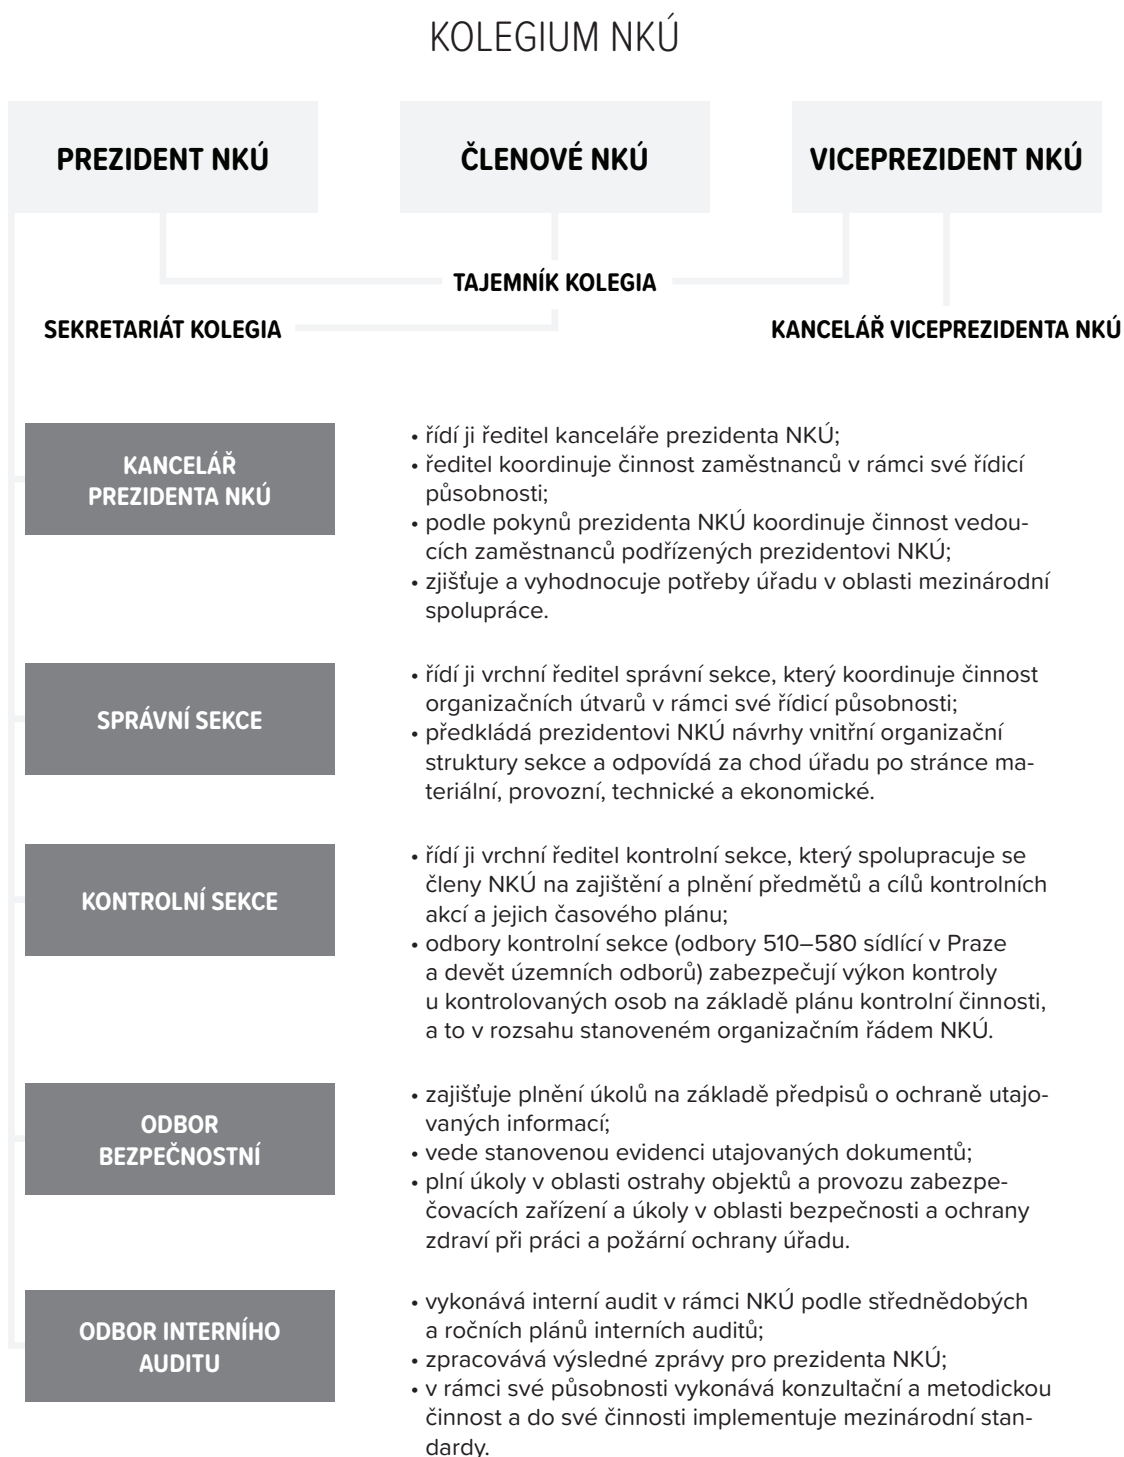 KOLEGIUM NKÚ
PREZIDENT NKÚ
ČLENOVÉ NKÚ
VICEPREZIDENT NKÚ
TAJEMNÍK KOLEGIA
SEKRETARIÁT KOLEGIA
KANCELÁŘ VICEPREZIDENTA NKÚ
KANCELÁŘ
PREZIDENTA NKÚ
• řídí ji ředitel kanceláře prezidenta NKÚ;
• ředitel koordinuje činnost zaměstnanců v rámci své řídicí
působnosti;
• podle pokynů prezidenta NKÚ koordinuje činnost vedou-
cích zaměstnanců podřízených prezidentovi NKÚ;
• zjišťuje a vyhodnocuje potřeby úřadu v oblasti mezinárodní
spolupráce.
SPRÁVNÍ SEKCE
• řídí ji vrchní ředitel správní sekce, který koordinuje činnost
organizačních útvarů v rámci své řídicí působnosti;
• předkládá prezidentovi NKÚ návrhy vnitřní organizační
struktury sekce a odpovídá za chod úřadu po stránce ma-
teriální, provozní, technické a ekonomické.
KONTROLNÍ SEKCE
• řídí ji vrchní ředitel kontrolní sekce, který spolupracuje se
členy NKÚ na zajištění a plnění předmětů a cílů kontrolních
akcí a jejich časového plánu;
• odbory kontrolní sekce (odbory 510–580 sídlící v Praze
a devět územních odborů) zabezpečují výkon kontroly
u kontrolovaných osob na základě plánu kontrolní činnosti,
a to v rozsahu stanoveném organizačním řádem NKÚ.
ODBOR
BEZPEČNOSTNÍ
• zajišťuje plnění úkolů na základě předpisů o ochraně utajo-
vaných informací;
• vede stanovenou evidenci utajovaných dokumentů;
• plní úkoly v oblasti ostrahy objektů a provozu zabezpe-
čovacích zařízení a úkoly v oblasti bezpečnosti a ochrany
zdraví při práci a požární ochrany úřadu.
ODBOR INTERNÍHO
AUDITU
• vykonává interní audit v rámci NKÚ podle střednědobých
a ročních plánů interních auditů;
• zpracovává výsledné zprávy pro prezidenta NKÚ;
• v rámci své působnosti vykonává konzultační a metodickou
činnost a do své činnosti implementuje mezinárodní stan-
dardy.